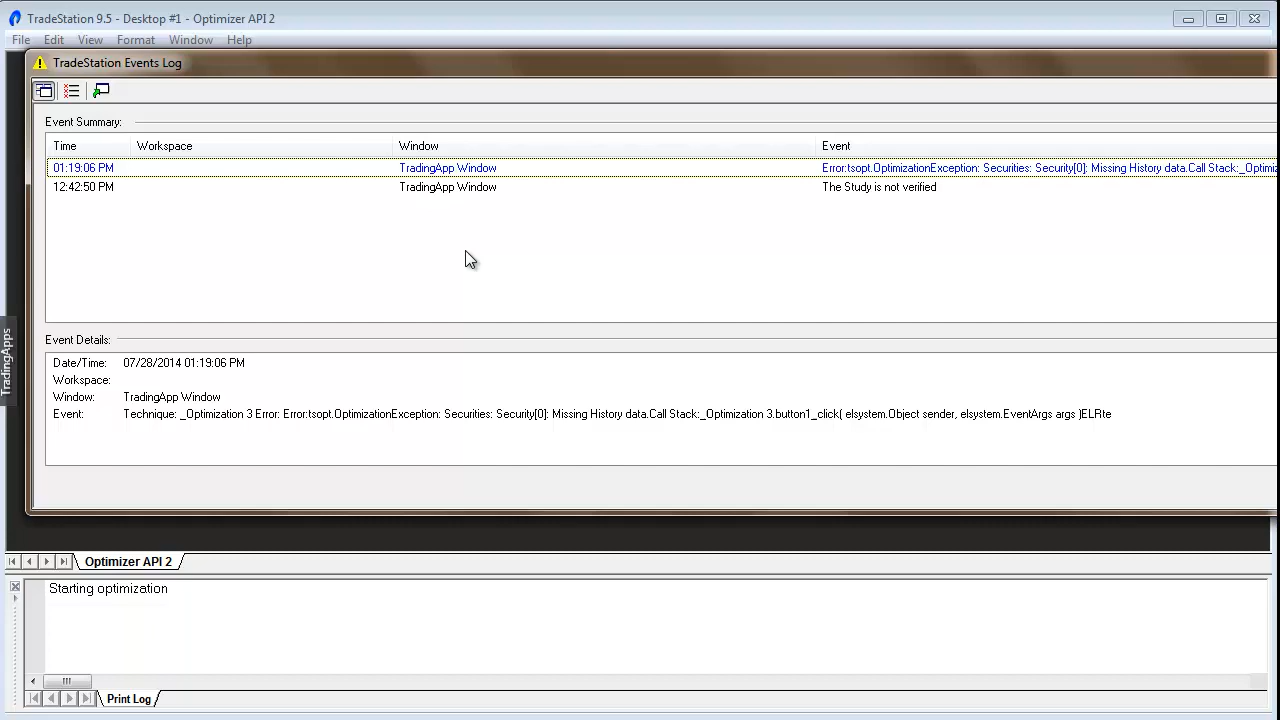 TradeStation 9.5 - Desktop #1 - Optimizer API 2
File Edit View Format Window Help
TradeStation Events Log
Event Summary:
Time Workspace Window Event
01:19:06 PM TradingApp Window Error:tsopt.OptimizationException: Securities: Security[0]: Missing History data.Call Stack:_Optimiz
12:42:50 PM TradingApp Window The Study is not verified
TradingApps
Event Details:
Date/Time: 07/28/2014 01:19:06 PM
Workspace:
Window: TradingApp Window
Event: Technique: _Optimization 3 Error: Error:tsopt.OptimizationException: Securities: Security[0]: Missing History data.Call Stack:_Optimization 3.button1_click( elsystem.Object sender, elsystem.EventArgs args )ELRte
Optimizer API 2
Starting optimization
Print Log